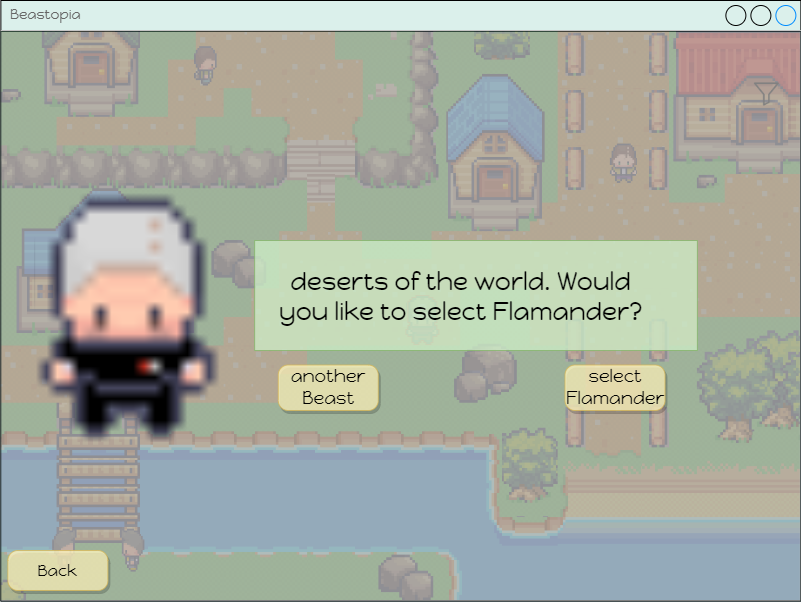 Beastopia
deserts of the world. Would
you like to select Flamander?
another
Beast
select
Flamander
Back